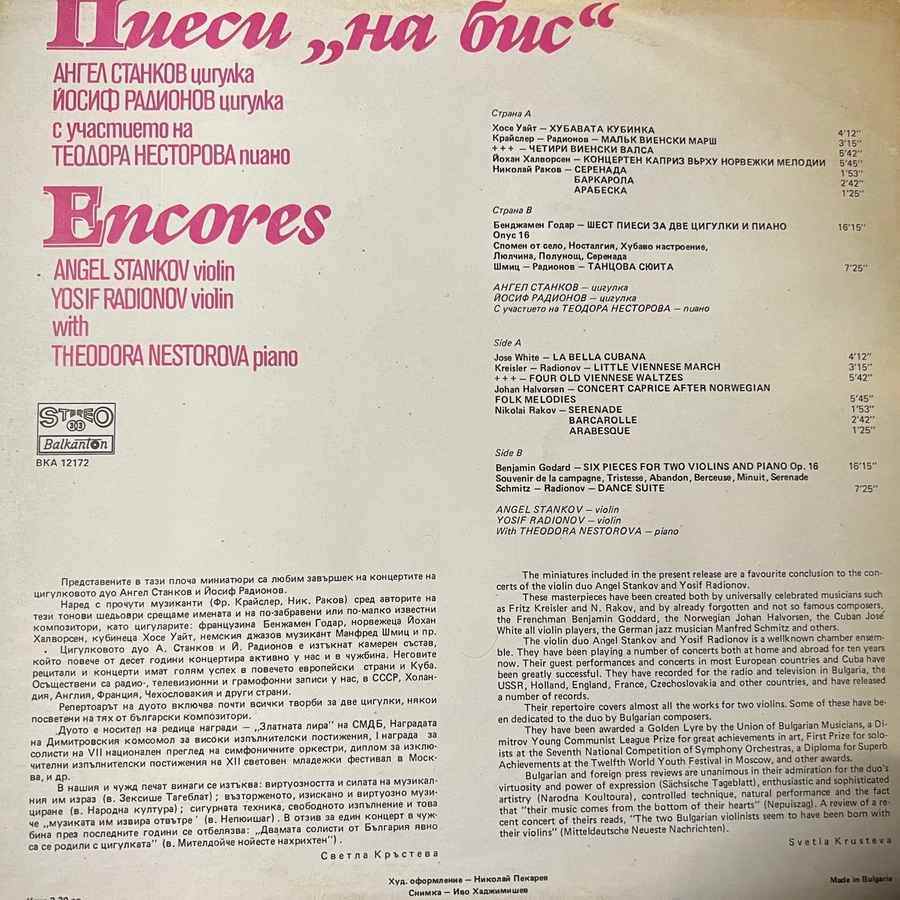 Пиеси „на бис“
АНГЕЛ СТАНКОВ цигулка
ЙОСИФ РАДИОНОВ цигулка
с участието на
ТЕОДОРА НЕСТОРОВА пиано
Encores
ANGEL STANKOV violin
YOSIF RADIONOV violin
with
THEODORA NESTOROVA piano
STEREO
33
Balkanton
ВКА 12172
Страна А
Хосе Уайт — ХУБАВАТА КУБИНКА 4'12"
Крайслер — Радионов — МАЛЪК ВИЕНСКИ МАРШ 3'15"
+++ — ЧЕТИРИ ВИЕНСКИ ВАЛСА 5'42"
Йохан Халворсен — КОНЦЕРТЕН КАПРИЗ ВЪРХУ НОРВЕЖКИ МЕЛОДИИ 5'45"
Николай Раков — СЕРЕНАДА 1'53"
БАРКАРОЛА 2'42"
АРАБЕСКА 1'25"
Страна В
Бенджамен Годар — ШЕСТ ПИЕСИ ЗА ДВЕ ЦИГУЛКИ И ПИАНО 16'15"
Опус 16
Спомен от село, Носталгия, Хубаво настроение,
Люлчина, Полунощ, Серенада
Шмиц — Радионов — ТАНЦОВА СЮИТА 7'25"
АНГЕЛ СТАНКОВ — цигулка
ЙОСИФ РАДИОНОВ — цигулка
С участието на ТЕОДОРА НЕСТОРОВА — пиано
Side A
Jose White — LA BELLA CUBANA 4'12"
Kreisler — Radionov — LITTLE VIENNESE MARCH 3'15"
+++ — FOUR OLD VIENNESE WALTZES 5'42"
Johan Halvorsen — CONCERT CAPRICE AFTER NORWEGIAN
FOLK MELODIES 5'45"
Nikolai Rakov — SERENADE 1'53"
BARCAROLLE 2'42"
ARABESQUE 1'25"
Side B
Benjamin Godard — SIX PIECES FOR TWO VIOLINS AND PIANO Op. 16 16'15"
Souvenir de la campagne, Tristesse, Abandon, Berceuse, Minuit, Serenade
Schmitz — Radionov — DANCE SUITE 7'25"
ANGEL STANKOV — violin
YOSIF RADIONOV — violin
With THEODORA NESTOROVA — piano
Представените в тази плоча миниатюри са любим завършек на концертите на
цигулковото дуо Ангел Станков и Йосиф Радионов.
Наред с прочути музиканти (Фр. Крайслер, Ник. Раков) сред авторите на
тези тонови шедьоври срещаме имената и на по-забравени или по-малко известни
композитори, като цигуларите: французина Бенжамен Годар, норвежеца Йохан
Халворсен, кубинеца Хосе Уайт, немския джазов музикант Манфред Шмиц и пр.
Цигулковото дуо А. Станков и Й. Радионов е изтъкнат камерен състав,
който повече от десет години концертира активно у нас и в чужбина. Неговите
рецитали и концерти имат голям успех в повечето европейски страни и Куба.
Осъществени са радио-, телевизионни и грамофонни записи у нас, в СССР, Холан-
дия, Англия, Франция, Чехословакия и други страни.
Репертоарът на дуото включва почти всички творби за две цигулки, някои
посветени на тях от български композитори.
Дуото е носител на редица награди — „Златната лира" на СМДБ, Наградата
на Димитровския комсомол за високи изпълнителски постижения, I награда за
солисти на VII национален преглед на симфоничните оркестри, диплом за изклю-
чителни изпълнителски постижения на XII световен младежки фестивал в Моск-
ва, и др.
В нашия и чужд печат винаги се изтъква: виртуозността и силата на музикал-
ния им израз (в. Зексише Тагеблат) ; възторженото, изискано и виртуозно музи-
циране (в. Народна култура) ; сигурната техника, свободното изпълнение и това
че „музиката им извира отвътре" (в. Непюишаг). В отзив за един концерт в чуж-
бина през последните години се отбелязва: „Двамата солисти от България явно
са се родили с цигулката" (в. Мителдойче нойесте нахрихтен") .
Светла Кръстева
The miniatures included in the present release are a favourite conclusion to the con-
certs of the violin duo Angel Stankov and Yosif Radionov.
These masterpieces have been created both by universally celebrated musicians such
as Fritz Kreisler and N. Rakov, and by already forgotten and not so famous composers,
the Frenchman Benjamin Goddard, the Norwegian Johan Halvorsen, the Cuban José
White all violin players, the German jazz musician Manfred Schmitz and others.
The violin duo Angel Stankov and Yosif Radionov is a wellknown chamber ensem-
ble. They have been playing a number of concerts both at home and abroad for ten years
now. Their guest performances and concerts in most European countries and Cuba have
been greatly successful. They have recorded for the radio and television in Bulgaria, the
USSR, Holland, England, France, Czechoslovakia and other countries, and have released
a number of records.
Their repertoire covers almost all the works for two violins. Some of these have be-
en dedicated to the duo by Bulgarian composers.
They have been awarded a Golden Lyre by the Union of Bulgarian Musicians, a Di-
mitrov Young Communist League Prize for great achievements in art, First Prize for solo-
ists at the Seventh National Competition of Symphony Orchestras, a Diploma for Superb
Achievements at the Twelfth World Youth Festival in Moscow, and other awards.
Bulgarian and foreign press reviews are unanimous in their admiration for the duo's
virtuosity and power of expression (Sächsische Tageblatt), enthusiastic and sophisticated
artistry (Narodna Koultoura), controlled technique, natural performance and the fact
that "their music comes from the bottom of their hearts" (Nepuiszag). A review of a re-
cent concert of theirs reads, "The two Bulgarian violinists seem to have been born with
their violins" (Mitteldeutsche Neueste Nachrichten).
Svetla Krusteva
Худ. оформление — Николай Пекарев
Снимка — Иво Хаджимишев
Made in Bulgaria